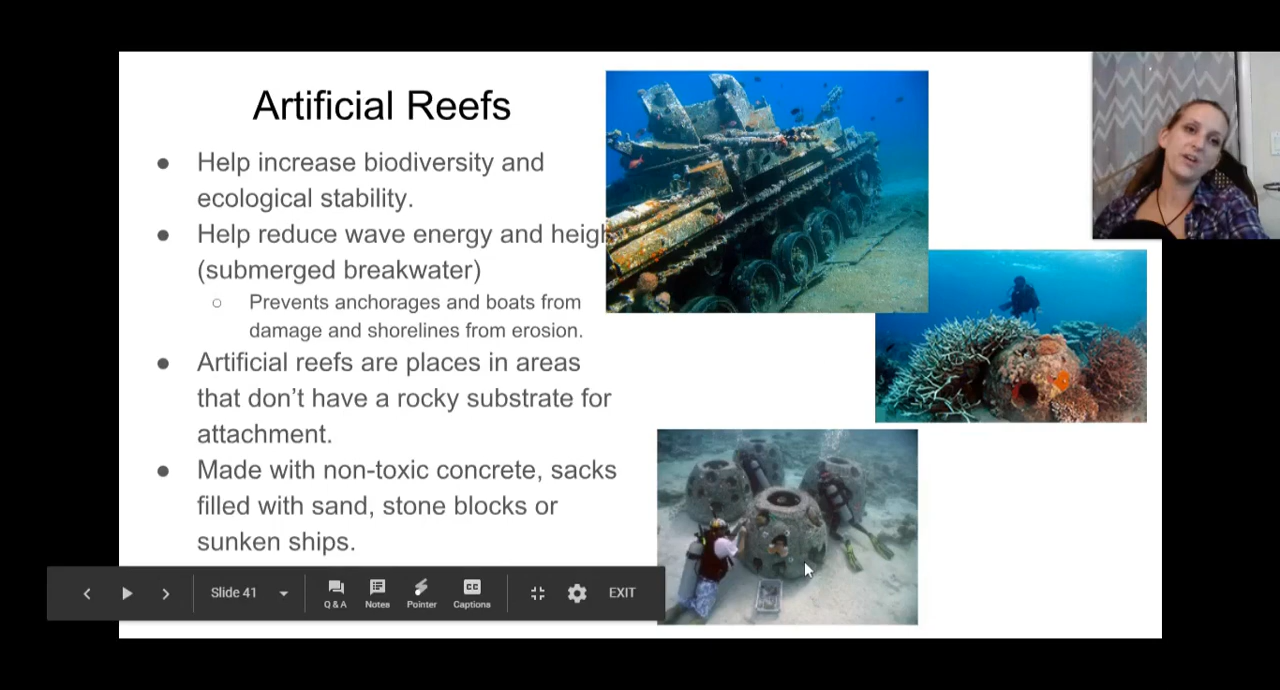 Artificial Reefs
● Help increase biodiversity and
ecological stability.
● Help reduce wave energy and heigh
(submerged breakwater)
○ Prevents anchorages and boats from
damage and shorelines from erosion.
● Artificial reefs are places in areas
that don't have a rocky substrate for
attachment.
● Made with non-toxic concrete, sacks
filled with sand, stone blocks or
sunken ships.
Slide 41
Q & A
Notes
Pointer
CC
Captions
EXIT